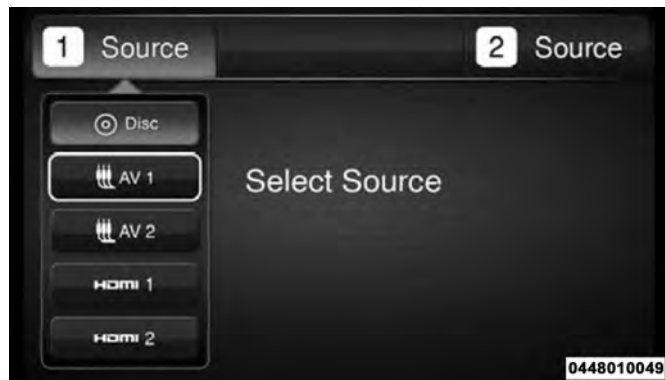 1 Source
2 Source
Disc
AV 1
Select Source
AV 2
HDMI 1
HDMI 2
0448010049